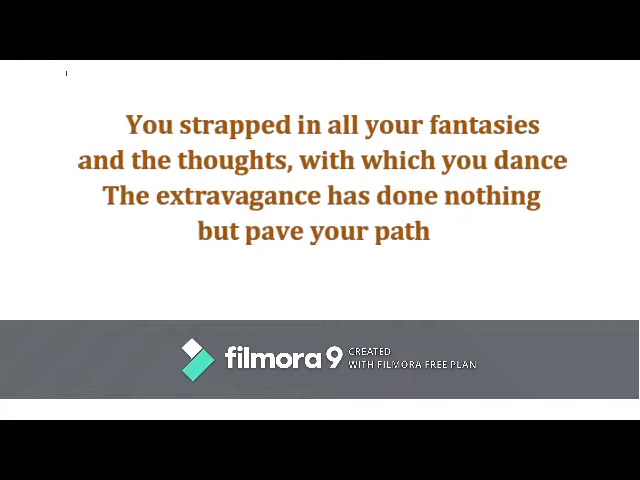 You strapped in all your fantasies
and the thoughts, with which you dance
The extravagance has done nothing
but pave your path
filmora 9
CREATED
WITH FILMORA FREE PLAN